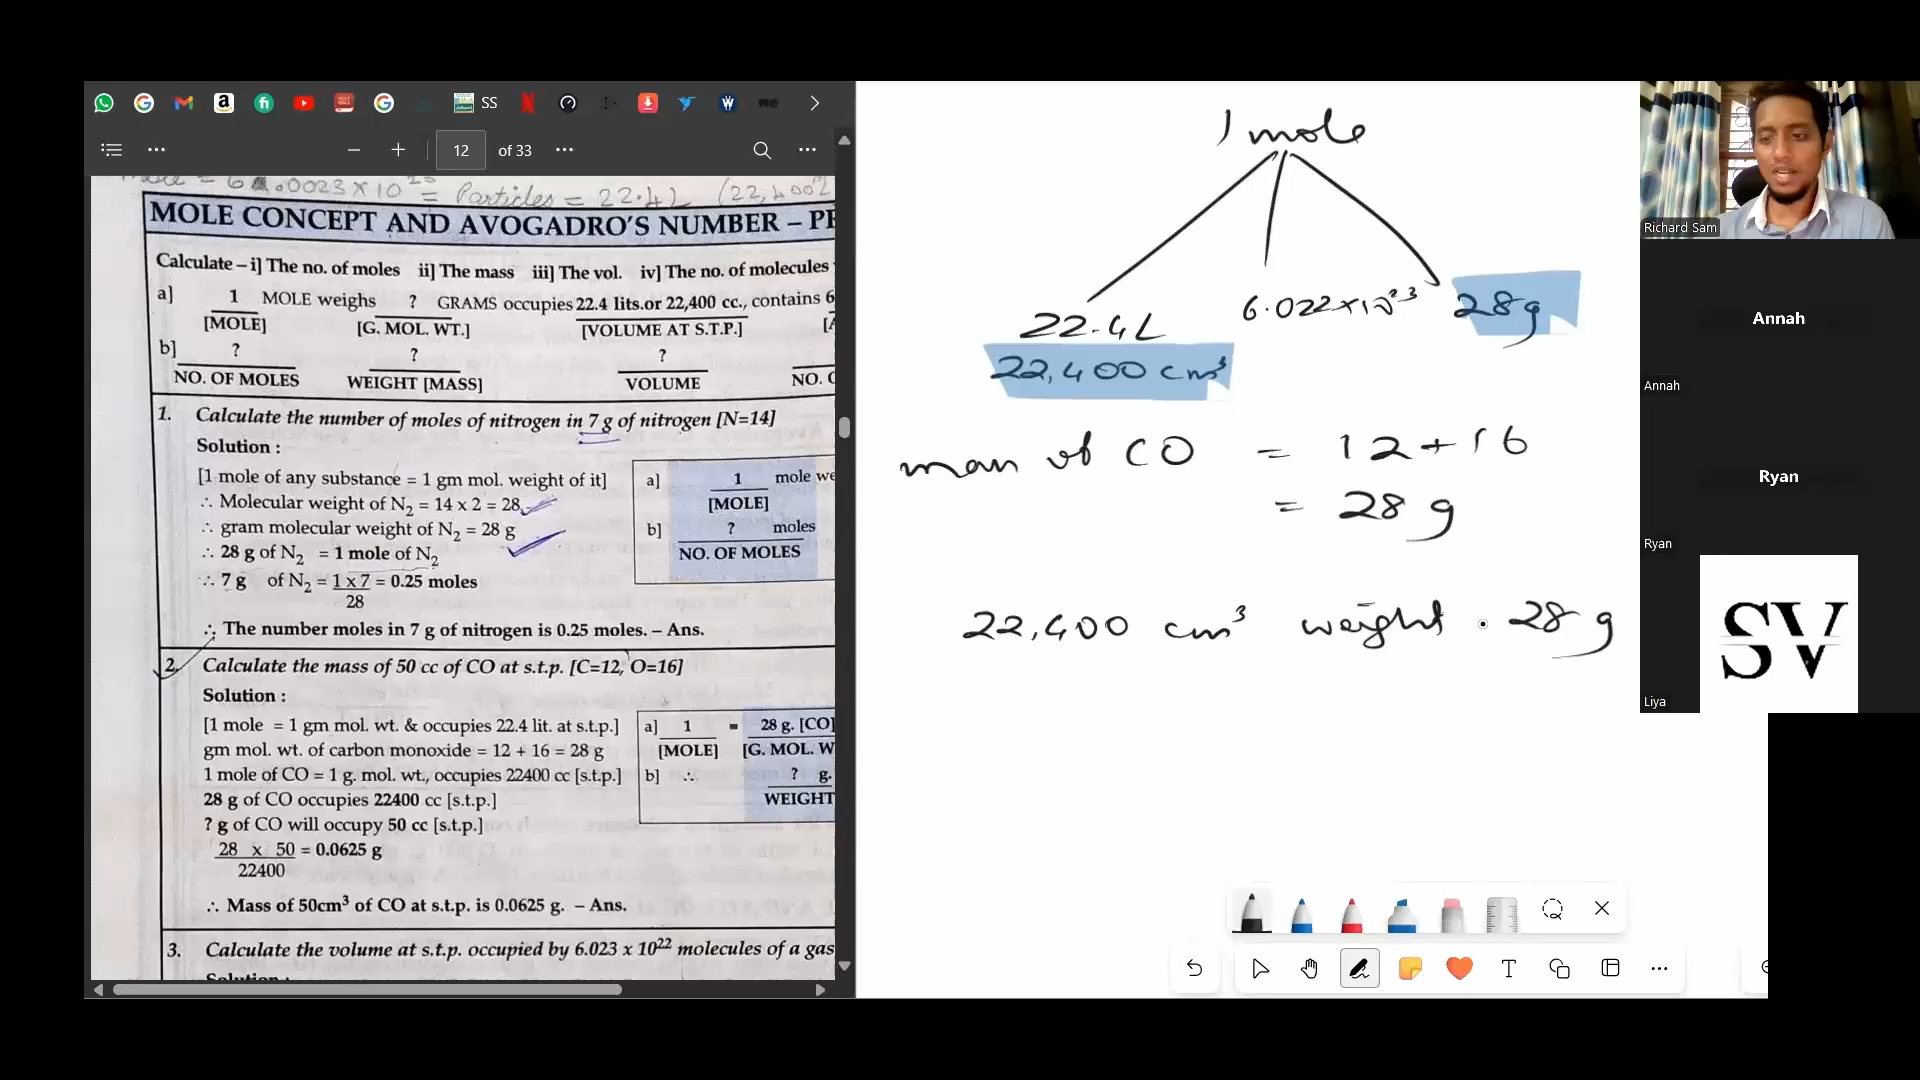 SS
12 of 33
= 6 .0023 x 10 = Particles = 22.4L (22,400
MOLE CONCEPT AND AVOGADRO'S NUMBER –
Calculate – i] The no. of moles ii] The mass iii] The vol. iv] The no. of molecules
a] 1 MOLE weighs ? GRAMS occupies 22.4 lits.or 22,400 cc., contains 6
[MOLE] [G. MOL. WT.] [VOLUME AT S.T.P.]
b] ? ? ?
NO. OF MOLES WEIGHT [MASS] VOLUME NO.
1. Calculate the number of moles of nitrogen in 7 g of nitrogen [N=14]
Solution :
[1 mole of any substance = 1 gm mol. weight of it]
∴ Molecular weight of N2 = 14 x 2 = 28
∴ gram molecular weight of N2 = 28 g
∴ 28 g of N2 = 1 mole of N2
∴ 7 g of N2 = 1 x 7 = 0.25 moles
28
a] 1 mole we
[MOLE]
b] ? moles
NO. OF MOLES
∴ The number moles in 7 g of nitrogen is 0.25 moles. – Ans.
2. Calculate the mass of 50 cc of CO at s.t.p. [C=12, O=16]
Solution :
[1 mole = 1 gm mol. wt. & occupies 22.4 lit. at s.t.p.]
gm mol. wt. of carbon monoxide = 12 + 16 = 28 g
1 mole of CO = 1 g. mol. wt., occupies 22400 cc [s.t.p.]
28 g of CO occupies 22400 cc [s.t.p.]
? g of CO will occupy 50 cc [s.t.p.]
28 x 50 = 0.0625 g
22400
a] 1 = 28 g. [CO]
[MOLE] [G. MOL. W
b] ∴ ? g.
WEIGHT
∴ Mass of 50cm³ of CO at s.t.p. is 0.0625 g. – Ans.
3. Calculate the volume at s.t.p. occupied by 6.023 x 10²² molecules of a gas
Solution :
1 mole
22.4L 6.022×10²³ 28g
22,400 cm³
mass of CO = 12 + 16
= 28 g
22,400 cm³ weight 28 g
T
Richard Sam
Annah
Annah
Ryan
Ryan
SV
Liya